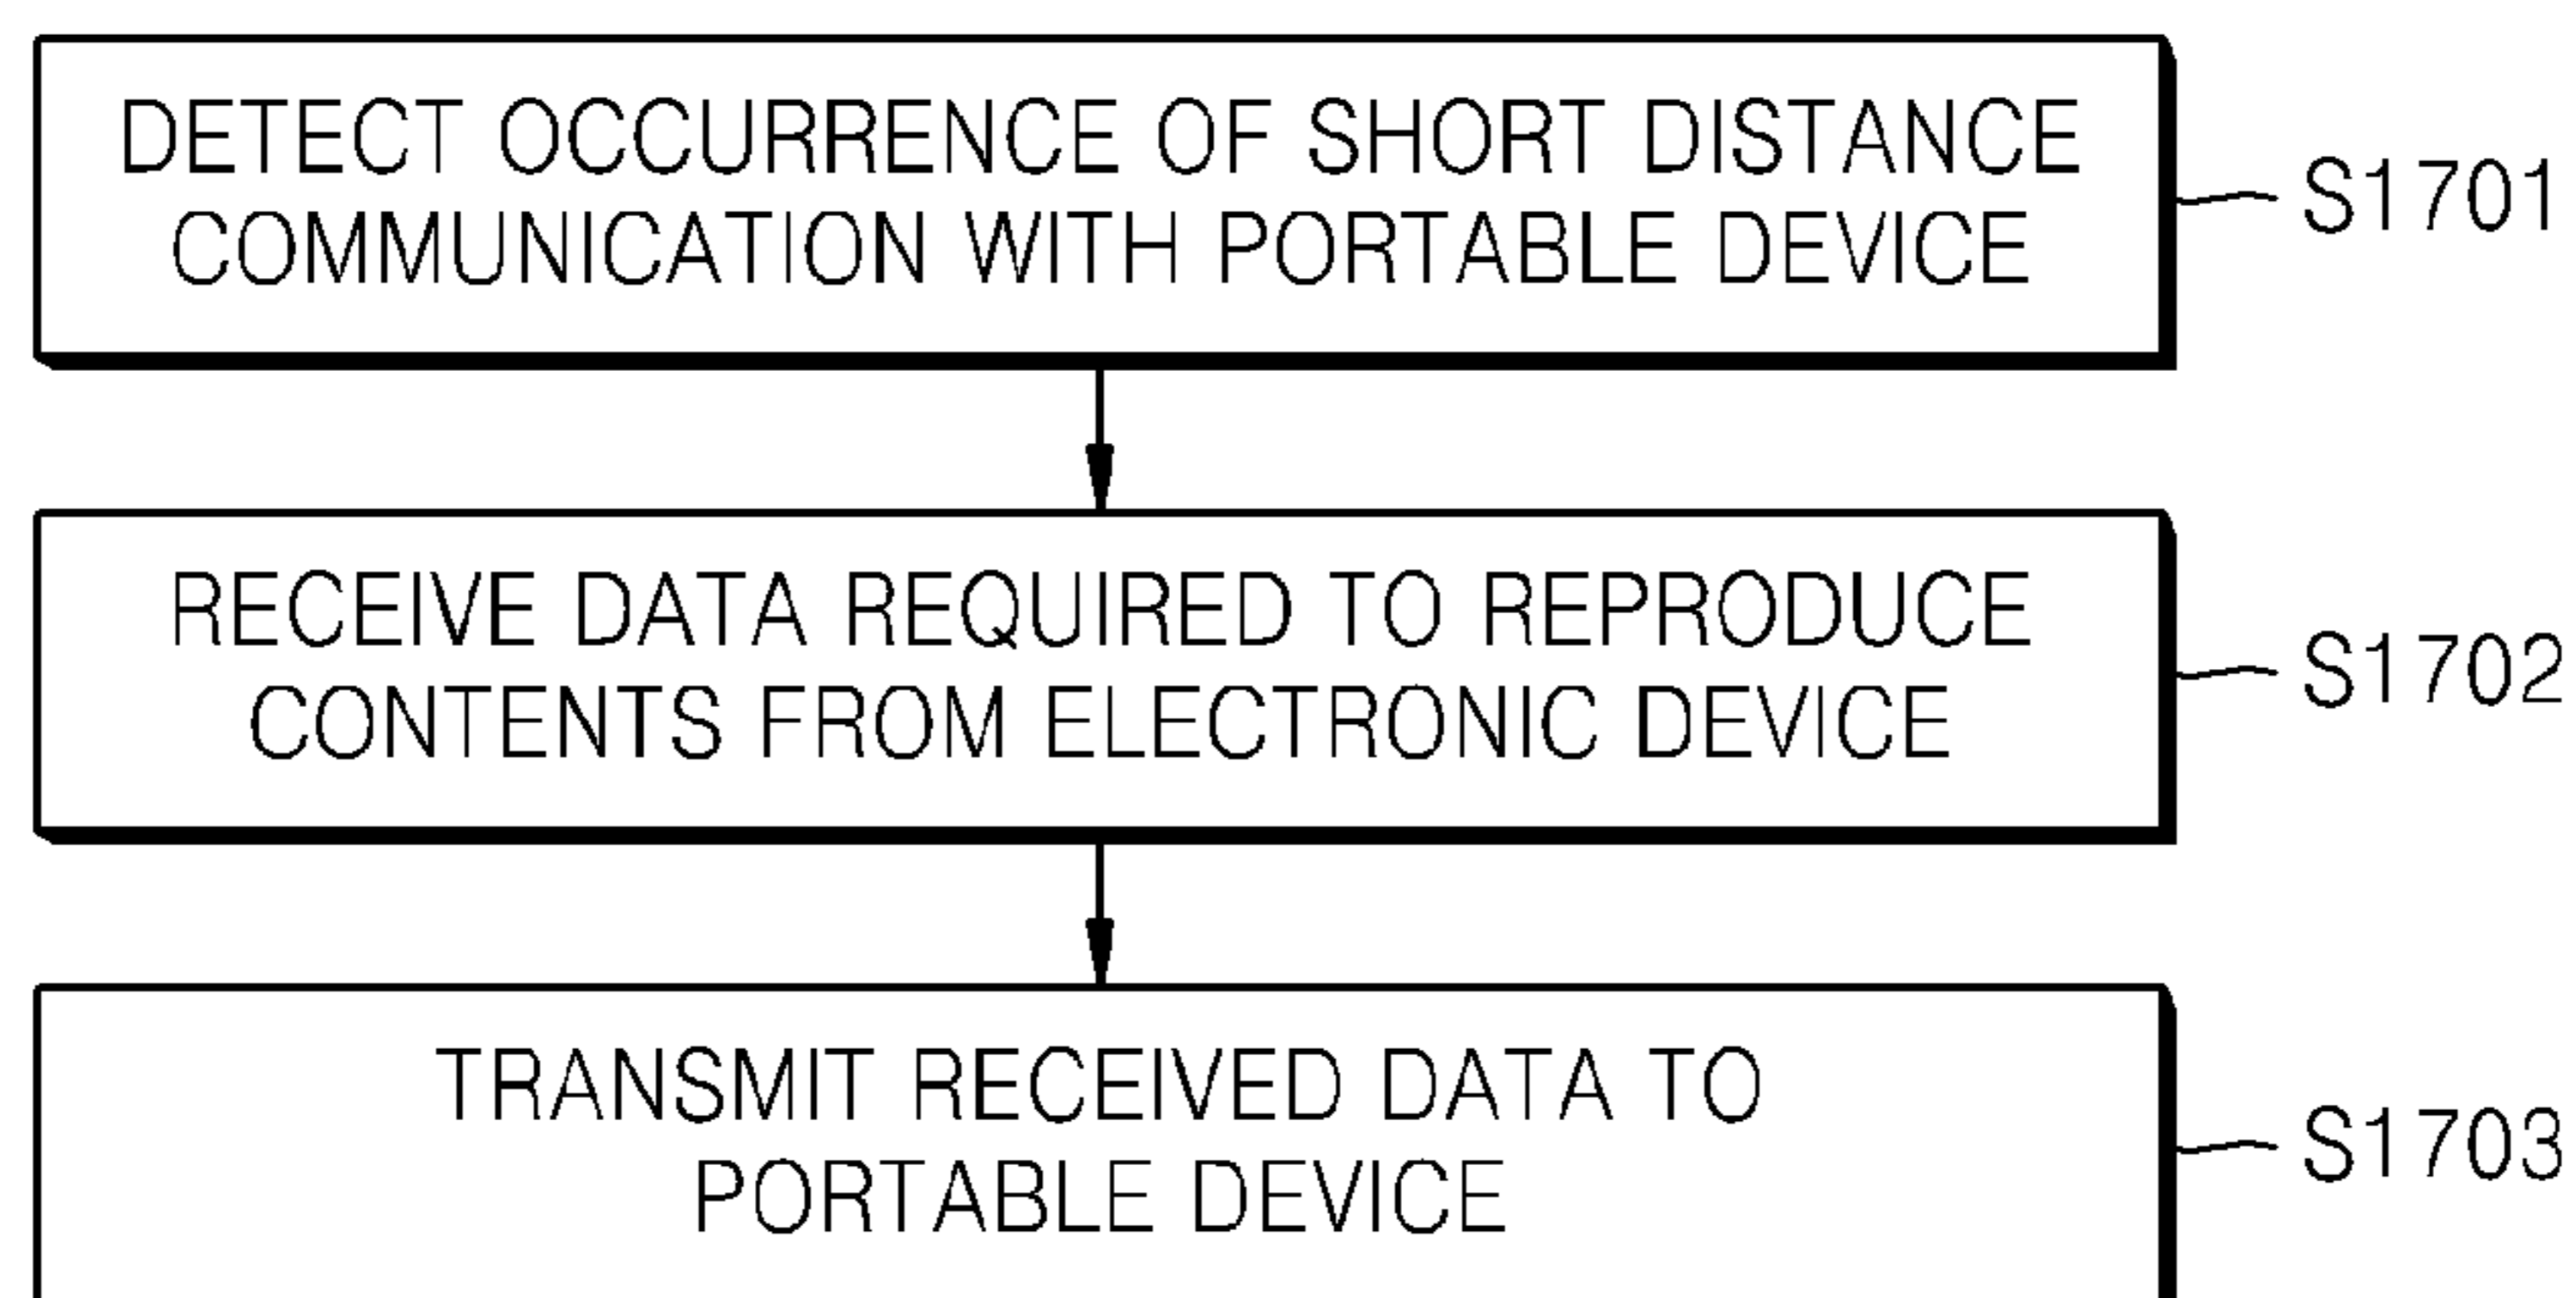 DETECT OCCURRENCE OF SHORT DISTANCE
COMMUNICATION WITH PORTABLE DEVICE
S1701
RECEIVE DATA REQUIRED TO REPRODUCE
CONTENTS FROM ELECTRONIC DEVICE
S1702
TRANSMIT RECEIVED DATA TO
PORTABLE DEVICE
S1703